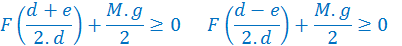 F((d + e)/(2.d)) + (M.g)/2 ≥ 0    F((d − e)/(2.d)) + (M.g)/2 ≥ 0